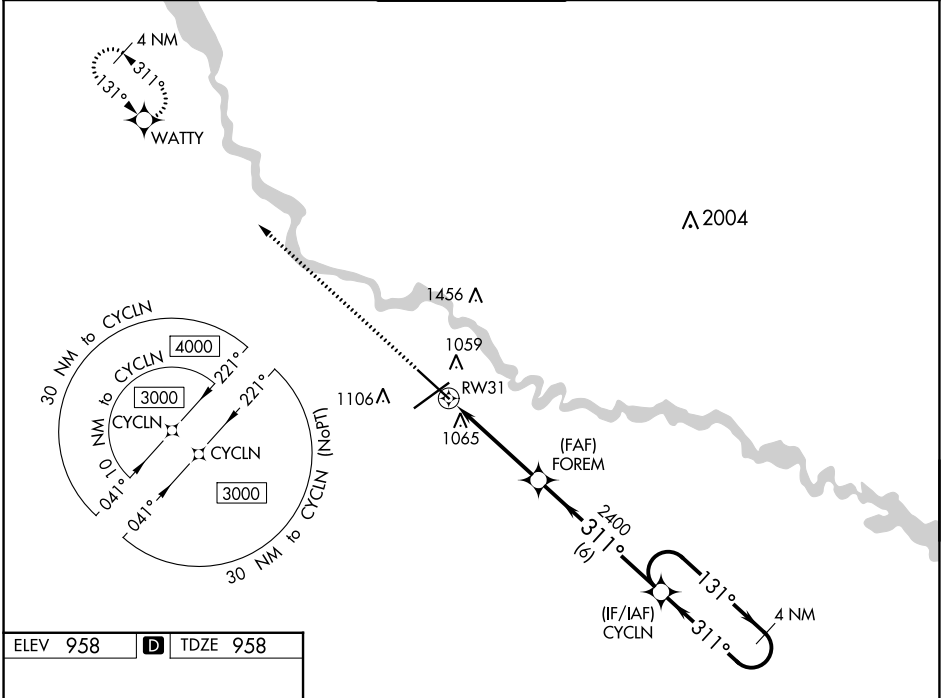 4 NM
311°
131°
WATTY
2004
1456
1059
RW31
1106
1065
30 NM to CYCLN
4000
221°
10 NM to CYCLN
3000
221°
CYCLN
CYCLN
041°
3000
041°
30 NM to CYCLN (NoPT)
(FAF)
FOREM
2400
311°
(6)
131°
4 NM
(IF/IAF)
CYCLN
311°
ELEV 958 D TDZE 958